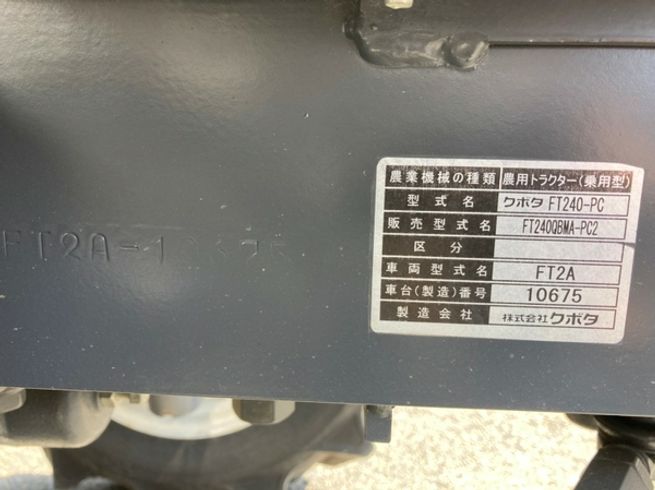 農業機械の種類 農用トラクター(乗用型)
型式名 クボタ FT240-PC
販売型式名 FT240QBMA-PC2
区分
車両型式名 FT2A
車台(製造)番号 10675
製造会社 株式会社クボタ
FT2A-1